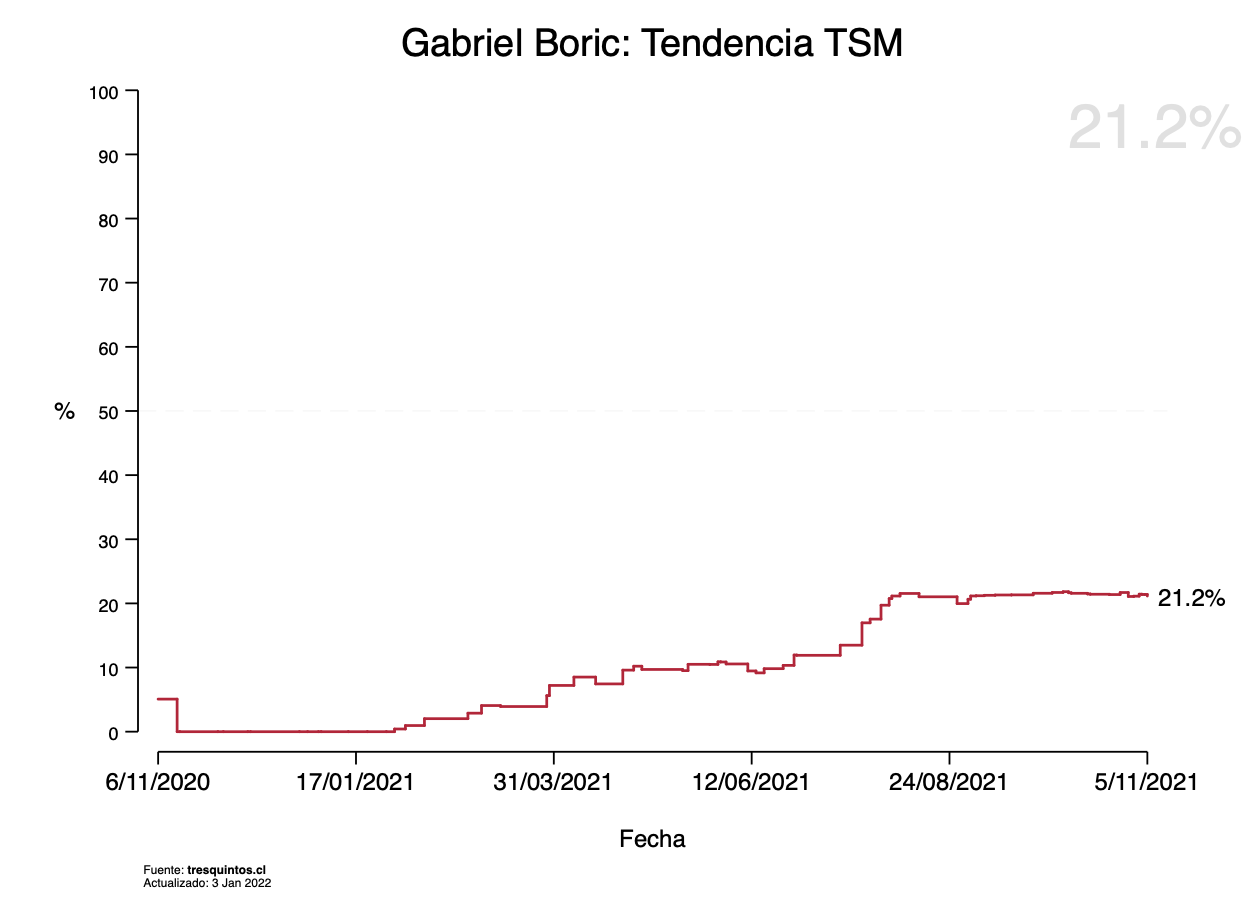 Gabriel Boric: Tendencia TSM
21.2%
100
90
80
70
60
% 50
40
30
20
10
0
21.2%
6/11/2020 17/01/2021 31/03/2021 12/06/2021 24/08/2021 5/11/2021
Fecha
Fuente: tresquintos.cl
Actualizado: 3 Jan 2022